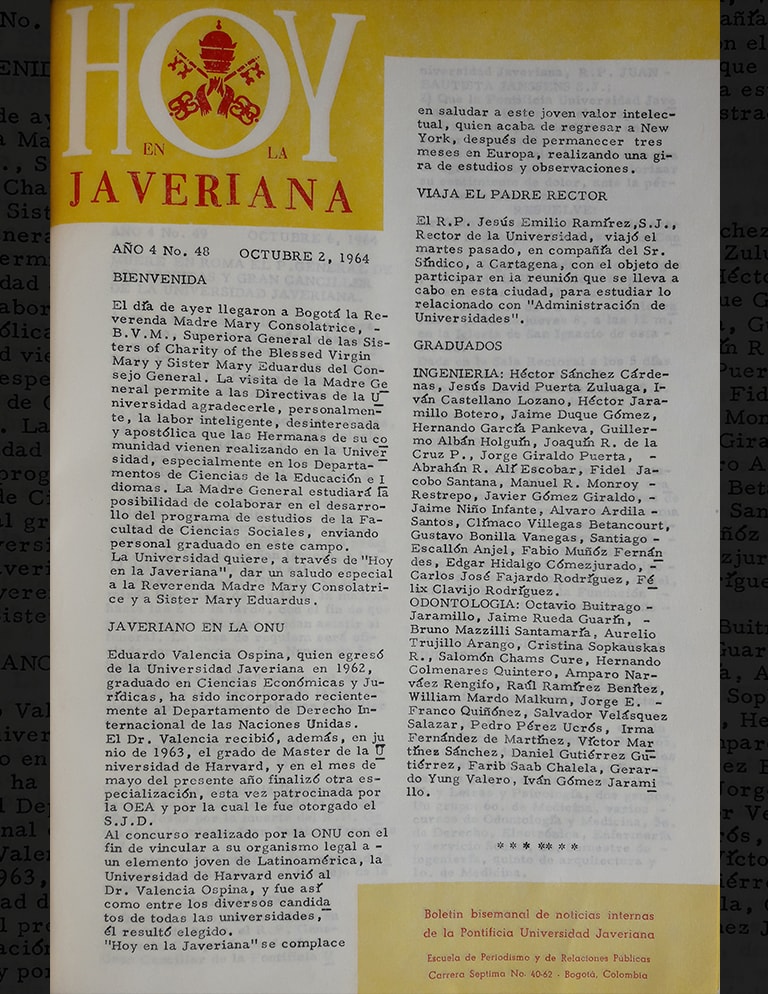 HOY
EN LA
JAVERIANA
AÑO 4 No. 48 OCTUBRE 2, 1964
BIENVENIDA
El día de ayer llegaron a Bogotá la Re-
verenda Madre Mary Consolatrice, -
B.V.M., Superiora General de las Sis-
ters of Charity of the Blessed Virgin
Mary y Sister Mary Eduardus del Con-
sejo General. La visita de la Madre Ge
neral permite a las Directivas de la U
niversidad agradecerle, personalmen-
te, la labor inteligente, desinteresada
y apostólica que las Hermanas de su co
munidad vienen realizando en la Univer
sidad, especialmente en los Departa-
mentos de Ciencias de la Educación e I
diomas. La Madre General estudiará la
posibilidad de colaborar en el desarro-
llo del programa de estudios de la Fa-
cultad de Ciencias Sociales, enviando
personal graduado en este campo.
La Universidad quiere, a través de "Hoy
en la Javeriana", dar un saludo especial
a la Reverenda Madre Mary Consolatri-
ce y a Sister Mary Eduardus.
JAVERIANO EN LA ONU
Eduardo Valencia Ospina, quien egresó
de la Universidad Javeriana en 1962,
graduado en Ciencias Económicas y Ju-
rídicas, ha sido incorporado reciente-
mente al Departamento de Derecho In-
ternacional de las Naciones Unidas.
El Dr. Valencia recibió, además, en ju
nio de 1963, el grado de Master de la U
niversidad de Harvard, y en el mes de
mayo del presente año finalizó otra es-
pecialización, esta vez patrocinada por
la OEA y por la cual le fue otorgado el
S.J.D.
Al concurso realizado por la ONU con el
fin de vincular a su organismo legal a -
un elemento joven de Latinoamérica, la
Universidad de Harvard envió al
Dr. Valencia Ospina, y fue así
como entre los diversos candida
tos de todas las universidades,
él resultó elegido.
"Hoy en la Javeriana" se complace
en saludar a este joven valor intelec-
tual, quien acaba de regresar a New
York, después de permanecer tres
meses en Europa, realizando una gi-
ra de estudios y observaciones.
VIAJA EL PADRE RECTOR
El R.P. Jesús Emilio Ramírez,S.J.,
Rector de la Universidad, viajó el
martes pasado, en compañía del Sr.
Síndico, a Cartagena, con el objeto de
participar en la reunión que se lleva a
cabo en esta ciudad, para estudiar lo
relacionado con "Administración de
Universidades".
GRADUADOS
INGENIERIA: Héctor Sánchez Cárde-
nas, Jesús David Puerta Zuluaga, I-
ván Castellano Lozano, Héctor Jara-
millo Botero, Jaime Duque Gómez,
Hernando García Pankeva, Guiller-
mo Albán Holguín, Joaquín R. de la
Cruz P., Jorge Giraldo Puerta, -
Abrahán R. Alí Escobar, Fidel Ja-
cobo Santana, Manuel R. Monroy -
Restrepo, Javier Gómez Giraldo, -
Jaime Niño Infante, Alvaro Ardila -
Santos, Clímaco Villegas Betancourt,
Gustavo Bonilla Vanegas, Santiago -
Escallón Anjel, Fabio Muñóz Fernán
des, Edgar Hidalgo Cómezjurado, -
Carlos José Fajardo Rodríguez, Fé
lix Clavijo Rodríguez.
ODONTOLOGIA: Octavio Buitrago -
Jaramillo, Jaime Rueda Guarín, -
Bruno Mazzilli Santamaría, Aurelio
Trujillo Arango, Cristina Sopkauskas
R., Salomón Chams Cure, Hernando
Colmenares Quintero, Amparo Nar-
váez Rengifo, Raúl Ramírez Benítez,
William Mardo Malkum, Jorge E. -
Franco Quiñónez, Salvador Velásquez
Salazar, Pedro Pérez Ucrós, Irma
Fernández de Martínez, Víctor Mar
tínez Sánchez, Daniel Gutiérrez Gu-
tiérrez, Farib Saab Chalela, Gerar-
do Yung Valero, Iván Gómez Jarami
llo.
* * ** * *
Boletín bisemanal de noticias internas
de la Pontificia Universidad Javeriana
Escuela de Periodismo y de Relaciones Públicas
Carrera Septima No. 40-62 - Bogotá, Colombia